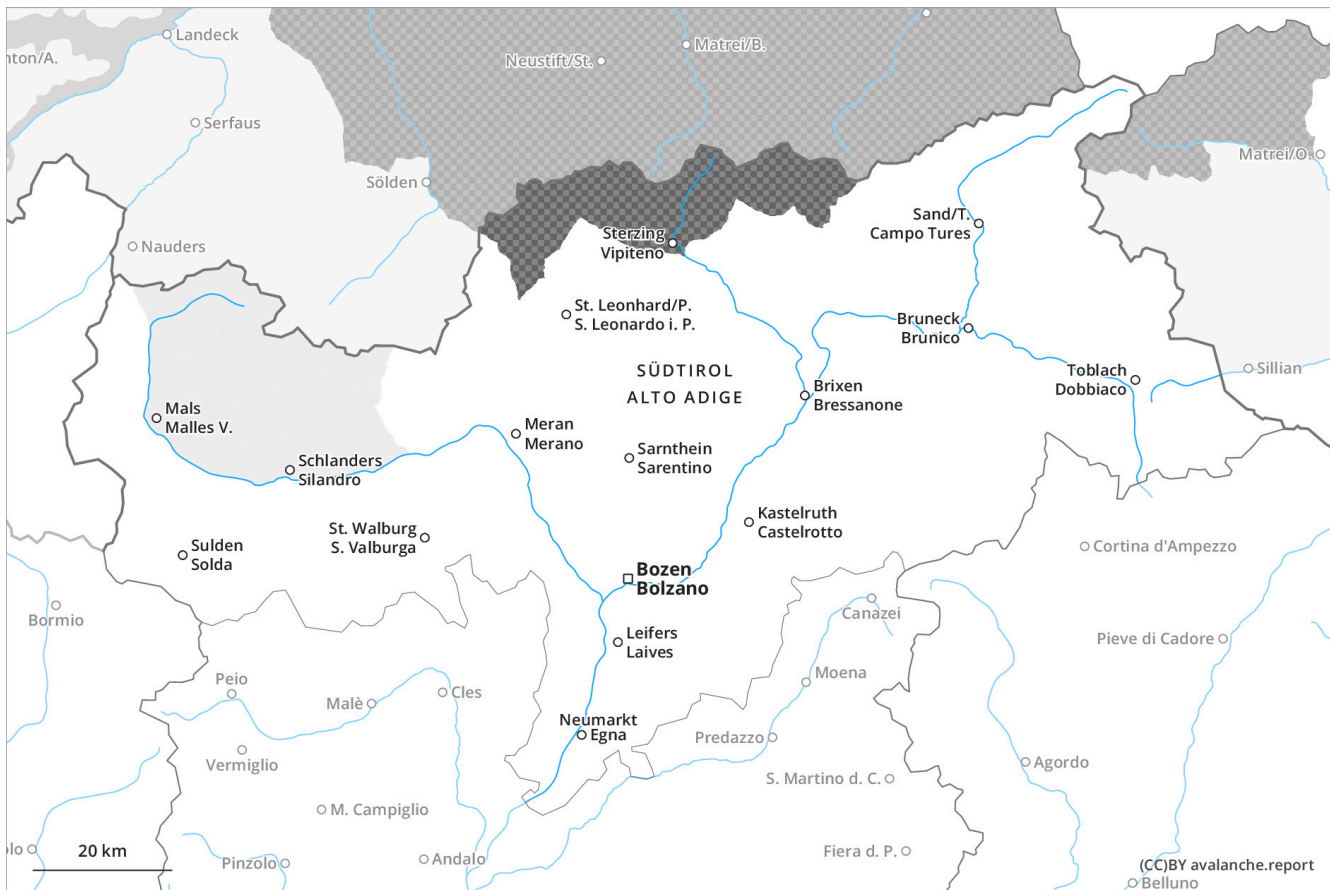 Landeck
Matrei/B.
nton/A.
Neustift/St.
Serfaus
Matrei/O.
Sölden
Sand/T.
Campo Tures
Sterzing
Vipiteno
Nauders
St. Leonhard/P.
S. Leonardo i. P.
Bruneck
Brunico
SÜDTIROL
ALTO ADIGE
Toblach
Dobbiaco
Sillian
Brixen
Bressanone
Mals
Malles V.
Meran
Merano
Sarnthein
Sarentino
Schlanders
Silandro
Kastelruth
Castelrotto
St. Walburg
S. Valburga
Sulden
Solda
Cortina d'Ampezzo
Bozen
Bolzano
Bormio
Canazei
Leifers
Laives
Pieve di Cadore
Peio
Moena
Malè
Cles
Neumarkt
Egna
Predazzo
Vermiglio
Agordo
S. Martino d. C.
M. Campiglio
20 km
lo
Pinzolo
Andalo
Fiera d. P.
(CC)BY avalanche.report
Belluno